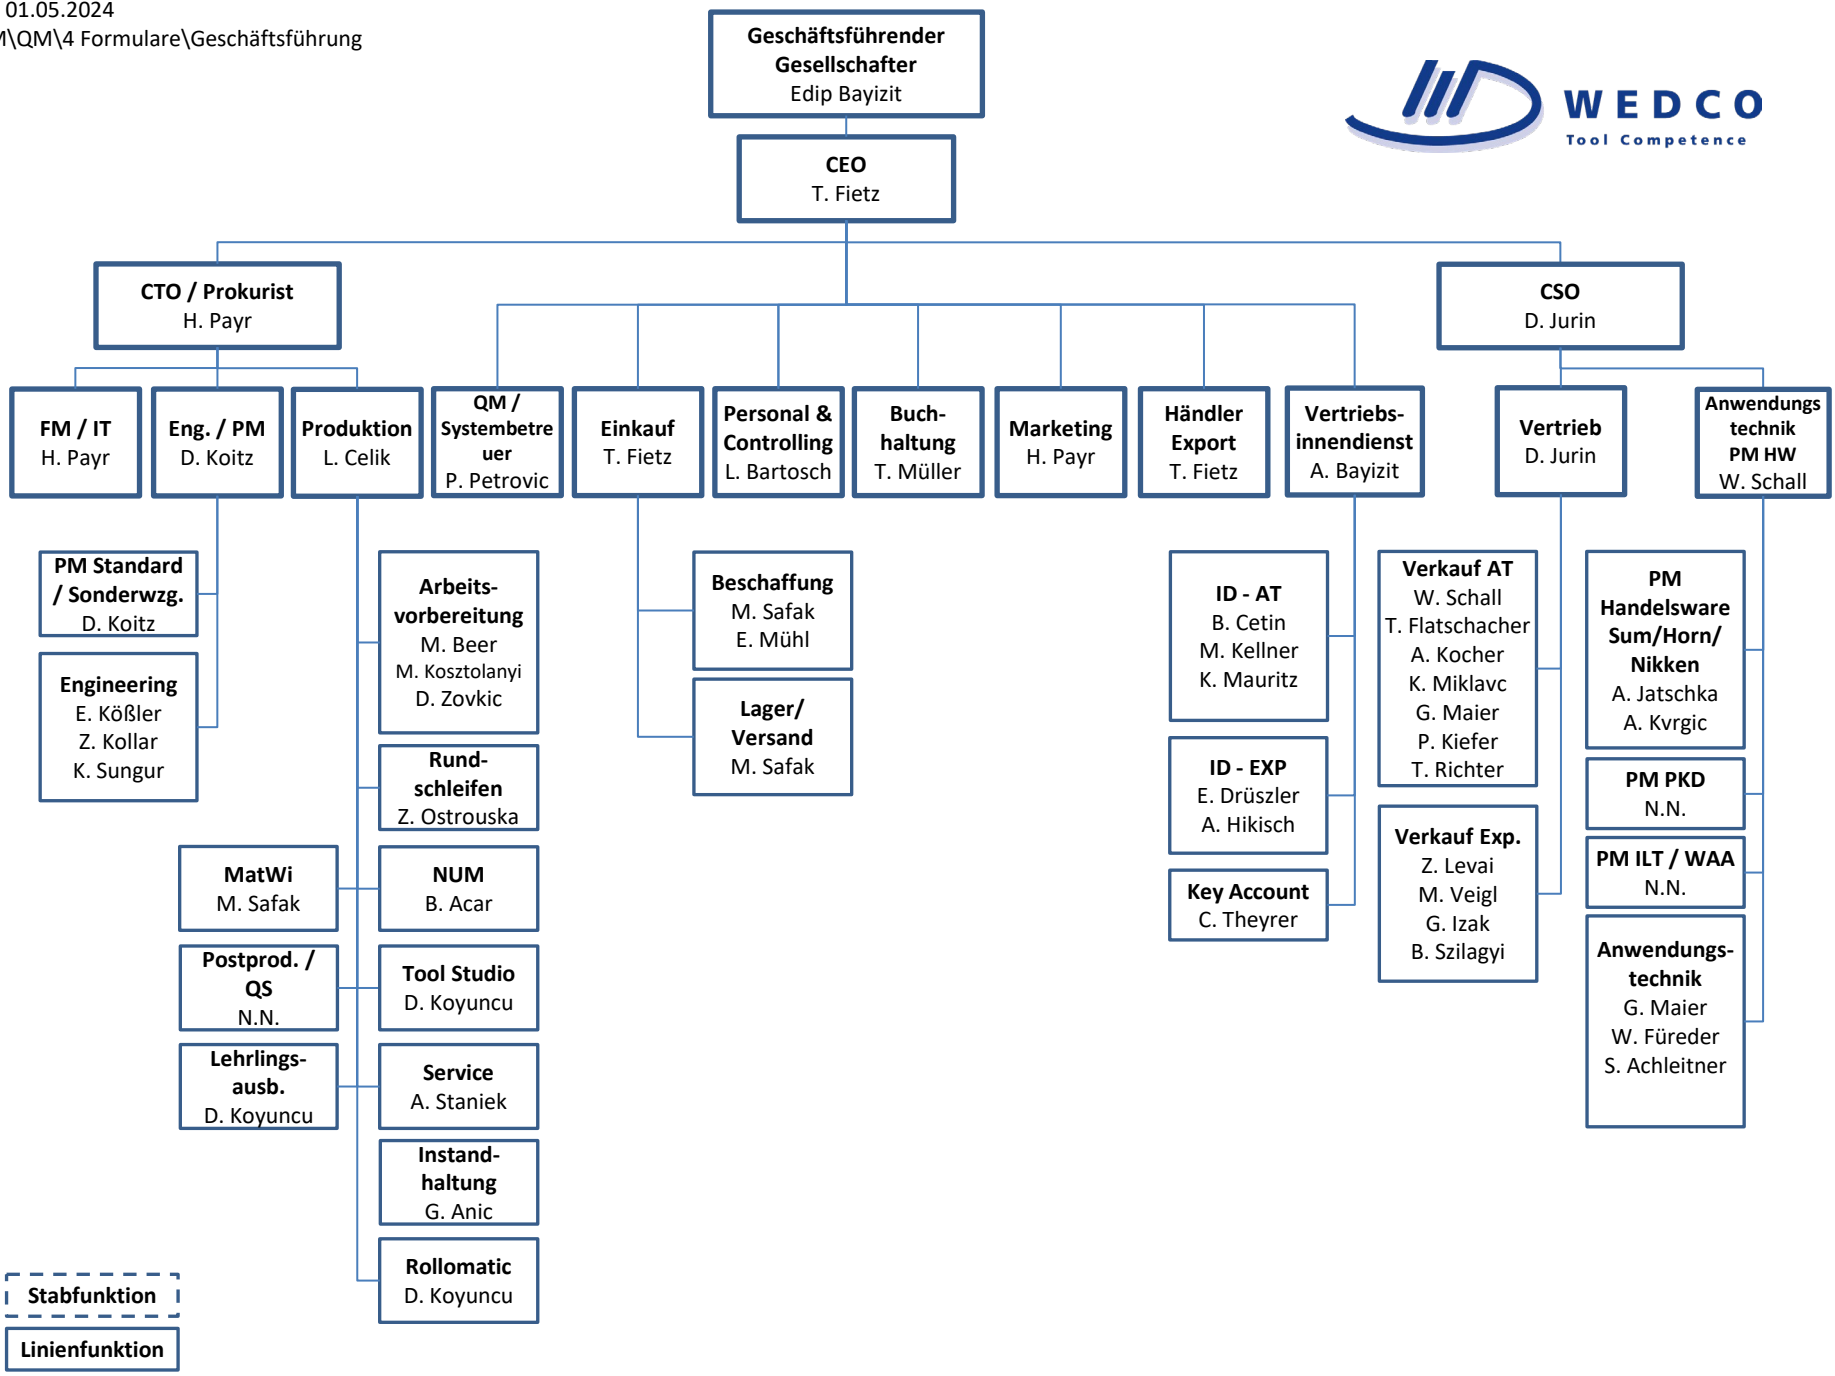 01.05.2024
\QM\4 Formulare\Geschäftsführung
WEDCO
Tool Competence
Geschäftsführender
Gesellschafter
Edip Bayizit
CEO
T. Fietz
CTO / Prokurist
H. Payr
CSO
D. Jurin
FM / IT
H. Payr
Eng. / PM
D. Koitz
Produktion
L. Celik
QM /
Systembetre
uer
P. Petrovic
Einkauf
T. Fietz
Personal &
Controlling
L. Bartosch
Buch-
haltung
T. Müller
Marketing
H. Payr
Händler
Export
T. Fietz
Vertriebs-
innendienst
A. Bayizit
Vertrieb
D. Jurin
Anwendungs
technik
PM HW
W. Schall
PM Standard
/ Sonderwzg.
D. Koitz
Engineering
E. Kößler
Z. Kollar
K. Sungur
Arbeits-
vorbereitung
M. Beer
M. Kosztolanyi
D. Zovkic
Rund-
schleifen
Z. Ostrouska
MatWi
M. Safak
NUM
B. Acar
Postprod. /
QS
N.N.
Tool Studio
D. Koyuncu
Lehrlings-
ausb.
D. Koyuncu
Service
A. Staniek
Instand-
haltung
G. Anic
Rollomatic
D. Koyuncu
Beschaffung
M. Safak
E. Mühl
Lager/
Versand
M. Safak
ID - AT
B. Cetin
M. Kellner
K. Mauritz
ID - EXP
E. Drüszler
A. Hikisch
Key Account
C. Theyrer
Verkauf AT
W. Schall
T. Flatschacher
A. Kocher
K. Miklavc
G. Maier
P. Kiefer
T. Richter
Verkauf Exp.
Z. Levai
M. Veigl
G. Izak
B. Szilagyi
PM
Handelsware
Sum/Horn/
Nikken
A. Jatschka
A. Kvrgic
PM PKD
N.N.
PM ILT / WAA
N.N.
Anwendungs-
technik
G. Maier
W. Füreder
S. Achleitner
Stabfunktion
Linienfunktion